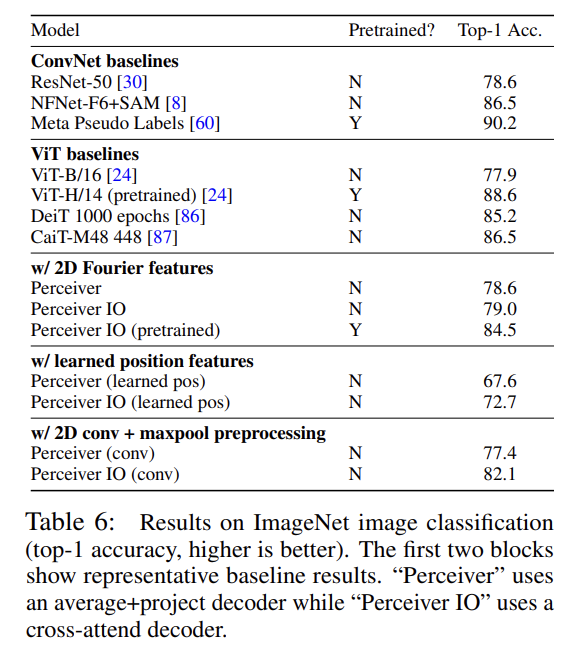 Model Pretrained? Top-1 Acc.
ConvNet baselines
ResNet-50 [30] N 78.6
NFNet-F6+SAM [8] N 86.5
Meta Pseudo Labels [60] Y 90.2
ViT baselines
ViT-B/16 [24] N 77.9
ViT-H/14 (pretrained) [24] Y 88.6
DeiT 1000 epochs [86] N 85.2
CaiT-M48 448 [87] N 86.5
w/ 2D Fourier features
Perceiver N 78.6
Perceiver IO N 79.0
Perceiver IO (pretrained) Y 84.5
w/ learned position features
Perceiver (learned pos) N 67.6
Perceiver IO (learned pos) N 72.7
w/ 2D conv + maxpool preprocessing
Perceiver (conv) N 77.4
Perceiver IO (conv) N 82.1
Table 6: Results on ImageNet image classification
(top-1 accuracy, higher is better). The first two blocks
show representative baseline results. “Perceiver” uses
an average+project decoder while “Perceiver IO” uses a
cross-attend decoder.